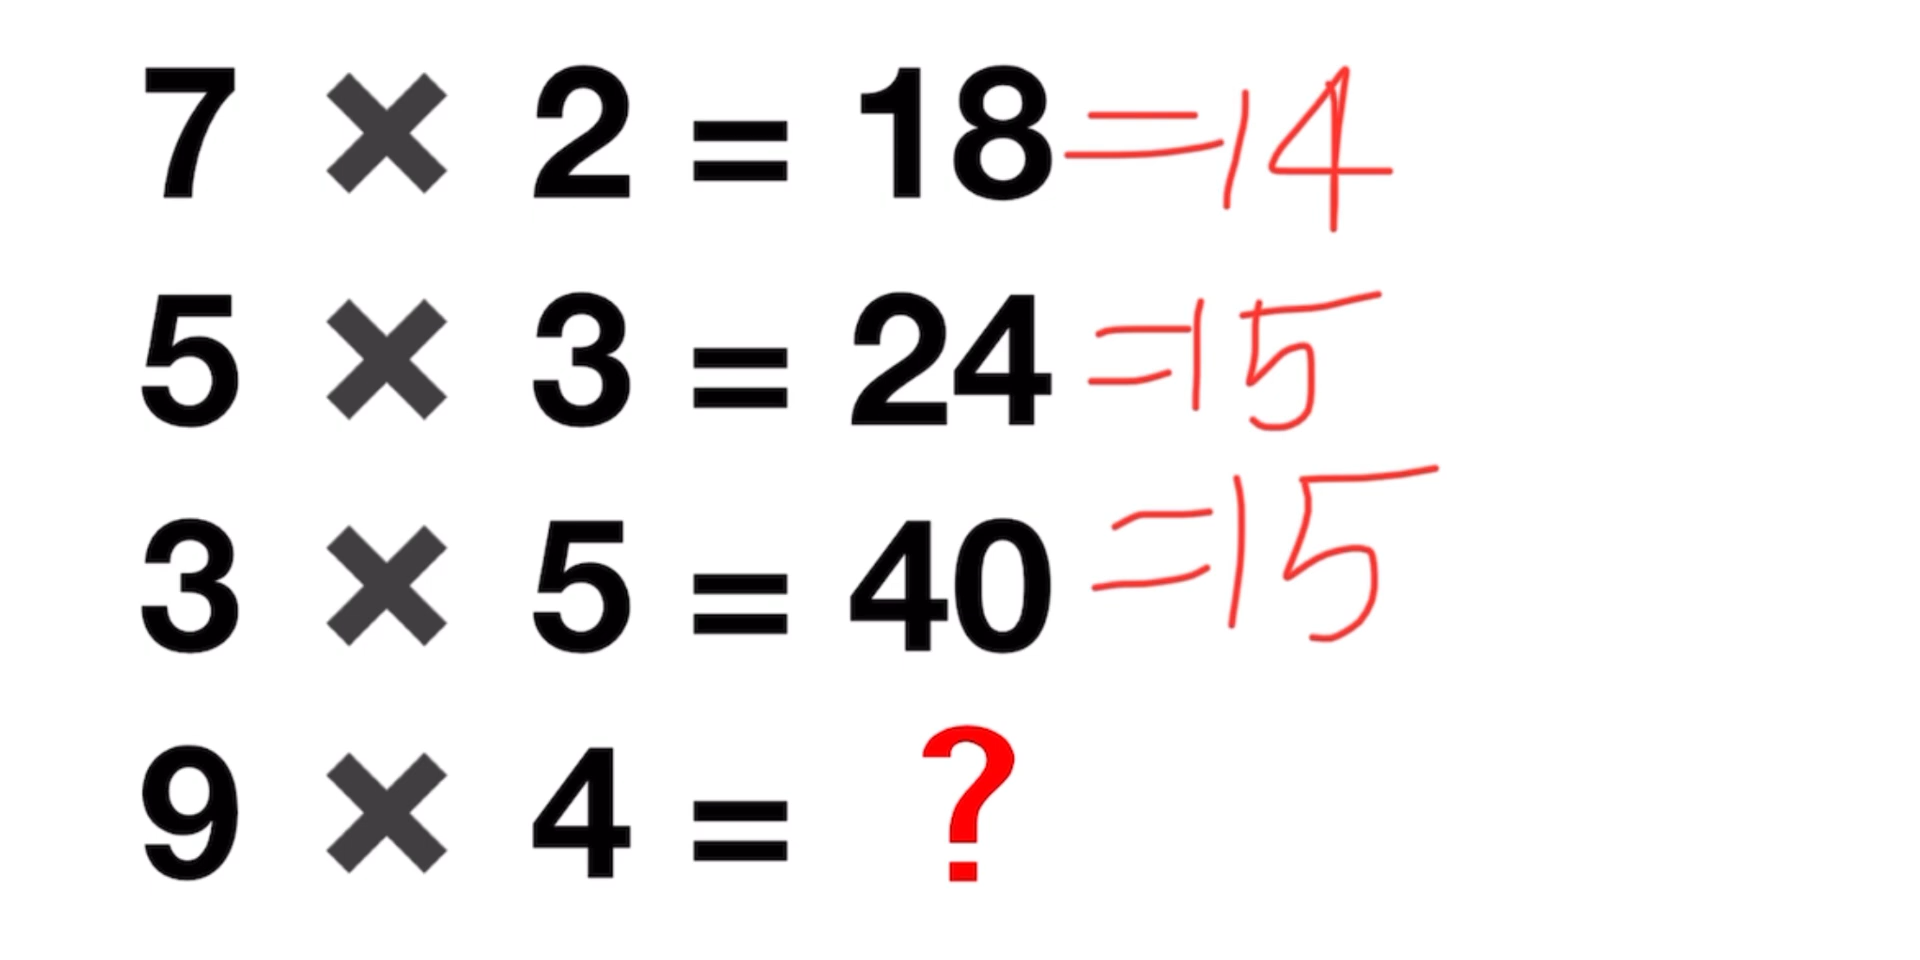 7 × 2 = 18 =14
5 × 3 = 24 =15
3 × 5 = 40 =15
9 × 4 = ?